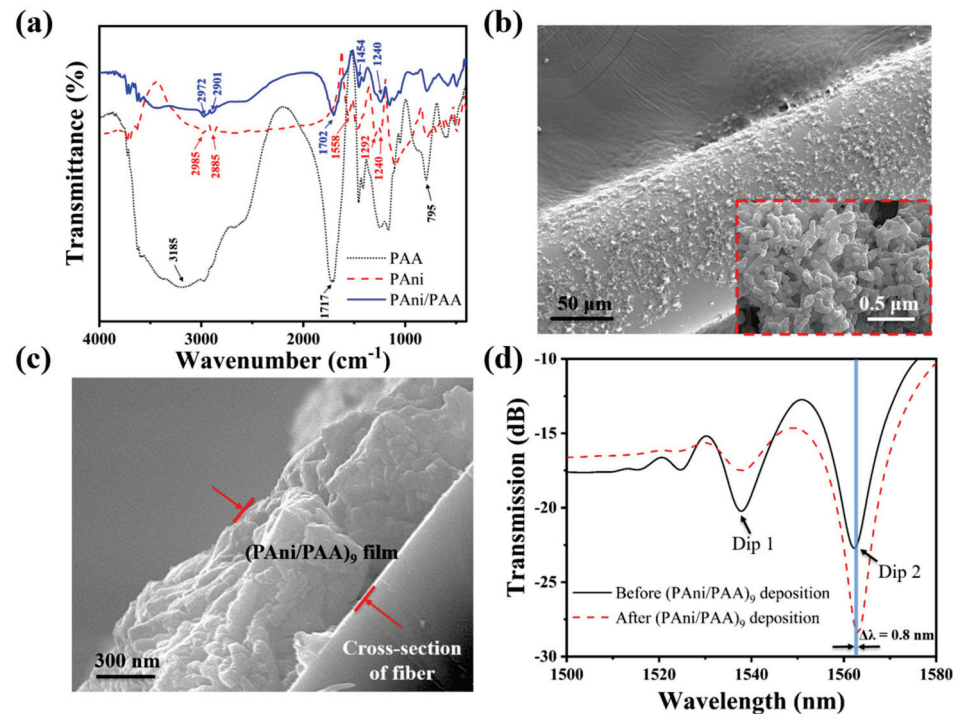 (a)
Transmittance (%)
2972
2901
1454
1240
1702
2985
2885
1558
1292
1240
3185
1717
795
PAA
PAni
PAni/PAA
4000
3000
2000
1000
Wavenumber (cm⁻¹)
(b)
50 μm
0.5 μm
(c)
(PAni/PAA)₉ film
300 nm
Cross-section
of fiber
(d)
Transmission (dB)
-10
-15
-20
-25
-30
Dip 1
Dip 2
Before (PAni/PAA)₉ deposition
After (PAni/PAA)₉ deposition
Δλ = 0.8 nm
1500
1520
1540
1560
1580
Wavelength (nm)